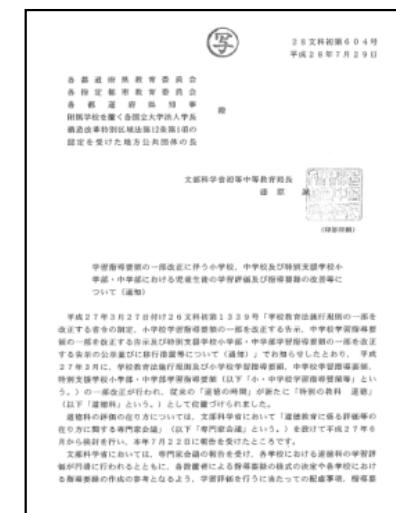 写
28文科初第604号
平成28年7月29日
各都道府県教育委員会
各指定都市教育委員会
各都道府県知事
附属学校を置く各国立大学法人学長
構造改革特別区域法第12条第1項の
認定を受けた地方公共団体の長
殿
文部科学省初等中等教育局長
藤原 誠
(印影印刷)
学習指導要領の一部改正に伴う小学校、中学校及び特別支援学校小
学部・中学部における児童生徒の学習評価及び指導要録の改善等に
ついて(通知)
平成27年3月27日付け26文科初第1339号「学校教育法施行規則の一部を
改正する省令の制定、小学校学習指導要領の一部を改正する告示、中学校学習指導要
領の一部を改正する告示及び特別支援学校小学部・中学部学習指導要領の一部を改正
する告示の公示並びに移行措置等について(通知)」でお知らせしたとおり、平成
27年3月に、学校教育法施行規則及び小学校学習指導要領、中学校学習指導要領、
特別支援学校小学部・中学部学習指導要領(以下「小・中学校学習指導要領等」とい
う。)の一部改正が行われ、従来の「道徳の時間」が新たに「特別の教科 道徳」
(以下「道徳科」という。)として位置づけられました。
道徳科の評価の在り方については、文部科学省において「道徳教育に係る評価等の
在り方に関する専門家会議」(以下「専門家会議」という。)を設けて平成27年6
月から検討を行い、本年7月22日に報告を受けたところです。
文部科学省においては、専門家会議の報告を受け、各学校における道徳科の学習評
価が円滑に行われるとともに、各設置者による指導要録の様式の決定や各学校におけ
る指導要録の作成の参考となるよう、学習評価を行うに当たっての配慮事項、指導要